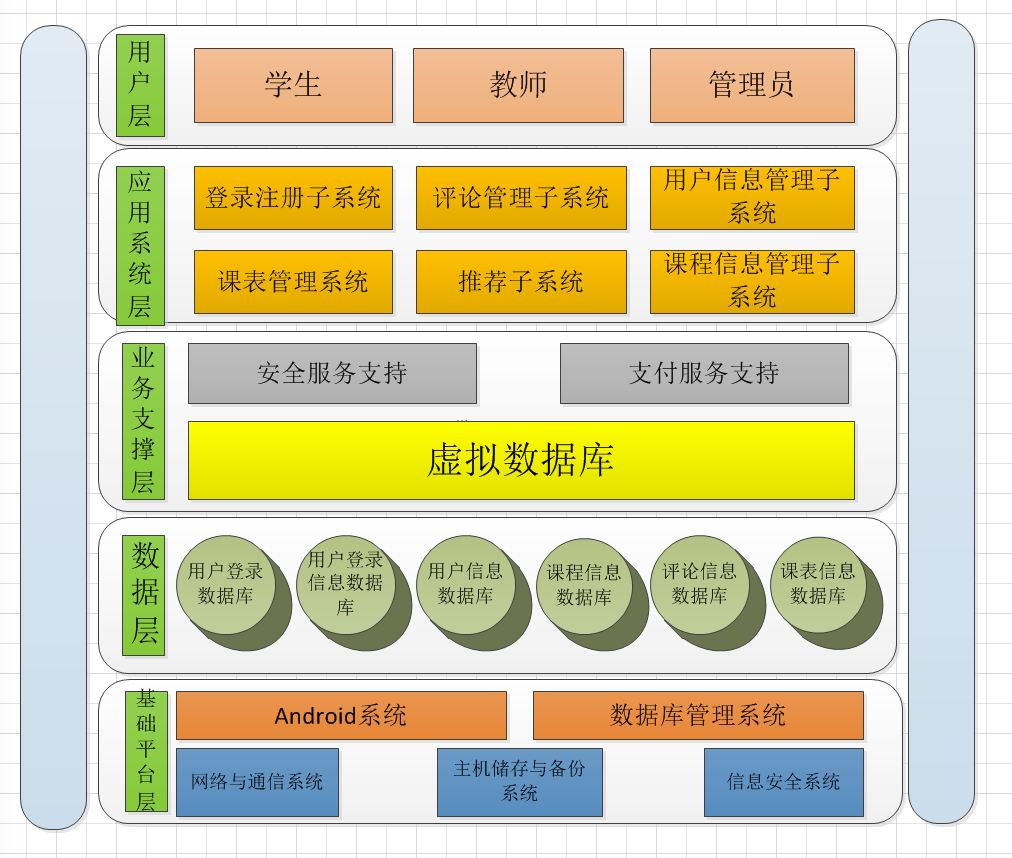 用户层
学生
教师
管理员
应用系统层
登录注册子系统
评论管理子系统
用户信息管理子
系统
课表管理系统
推荐子系统
课程信息管理子
系统
业务支撑层
安全服务支持
支付服务支持
虚拟数据库
数据层
用户登录
数据库
用户登录
信息数据
库
用户信息
数据库
课程信息
数据库
评论信息
数据库
课表信息
数据库
基础平台层
Android系统
数据库管理系统
网络与通信系统
主机储存与备份
系统
信息安全系统